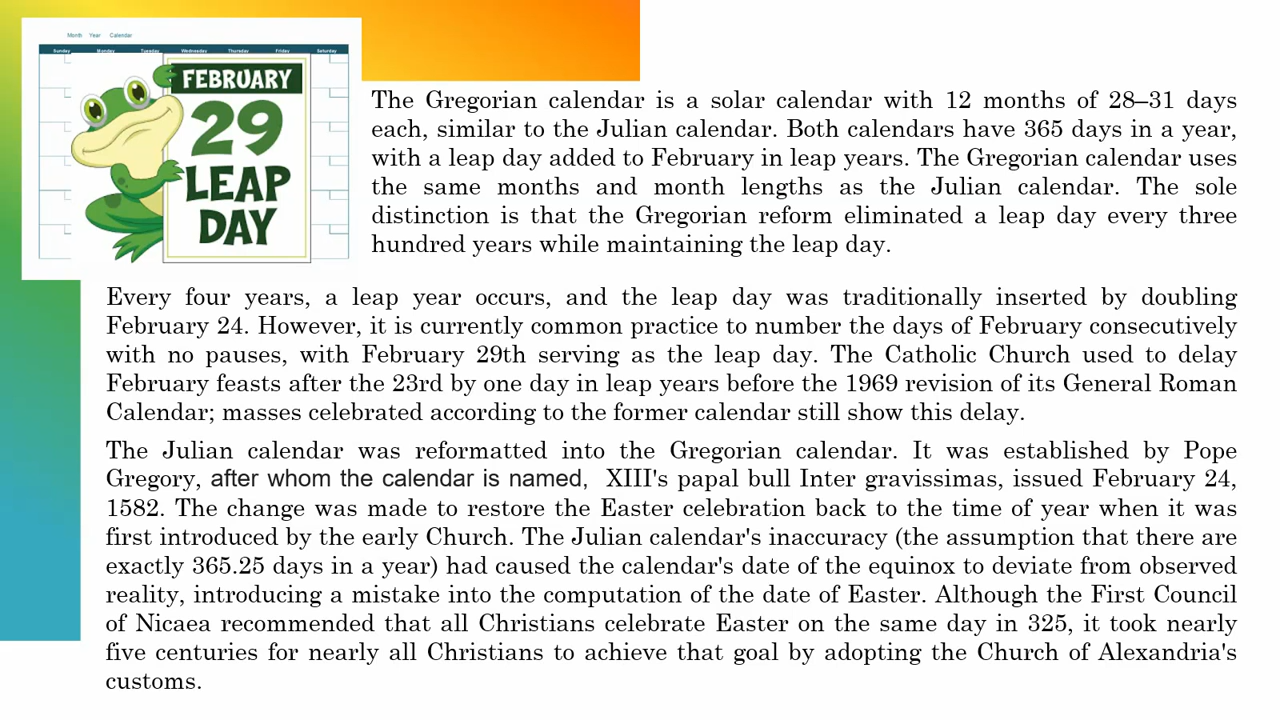 Month Year Calendar
Sunday Monday Tuesday Wednesday Thursday Friday Saturday
FEBRUARY
29
LEAP
DAY
The Gregorian calendar is a solar calendar with 12 months of 28–31 days
each, similar to the Julian calendar. Both calendars have 365 days in a year,
with a leap day added to February in leap years. The Gregorian calendar uses
the same months and month lengths as the Julian calendar. The sole
distinction is that the Gregorian reform eliminated a leap day every three
hundred years while maintaining the leap day.
Every four years, a leap year occurs, and the leap day was traditionally inserted by doubling
February 24. However, it is currently common practice to number the days of February consecutively
with no pauses, with February 29th serving as the leap day. The Catholic Church used to delay
February feasts after the 23rd by one day in leap years before the 1969 revision of its General Roman
Calendar; masses celebrated according to the former calendar still show this delay.
The Julian calendar was reformatted into the Gregorian calendar. It was established by Pope
Gregory, after whom the calendar is named, XIII's papal bull Inter gravissimas, issued February 24,
1582. The change was made to restore the Easter celebration back to the time of year when it was
first introduced by the early Church. The Julian calendar's inaccuracy (the assumption that there are
exactly 365.25 days in a year) had caused the calendar's date of the equinox to deviate from observed
reality, introducing a mistake into the computation of the date of Easter. Although the First Council
of Nicaea recommended that all Christians celebrate Easter on the same day in 325, it took nearly
five centuries for nearly all Christians to achieve that goal by adopting the Church of Alexandria's
customs.